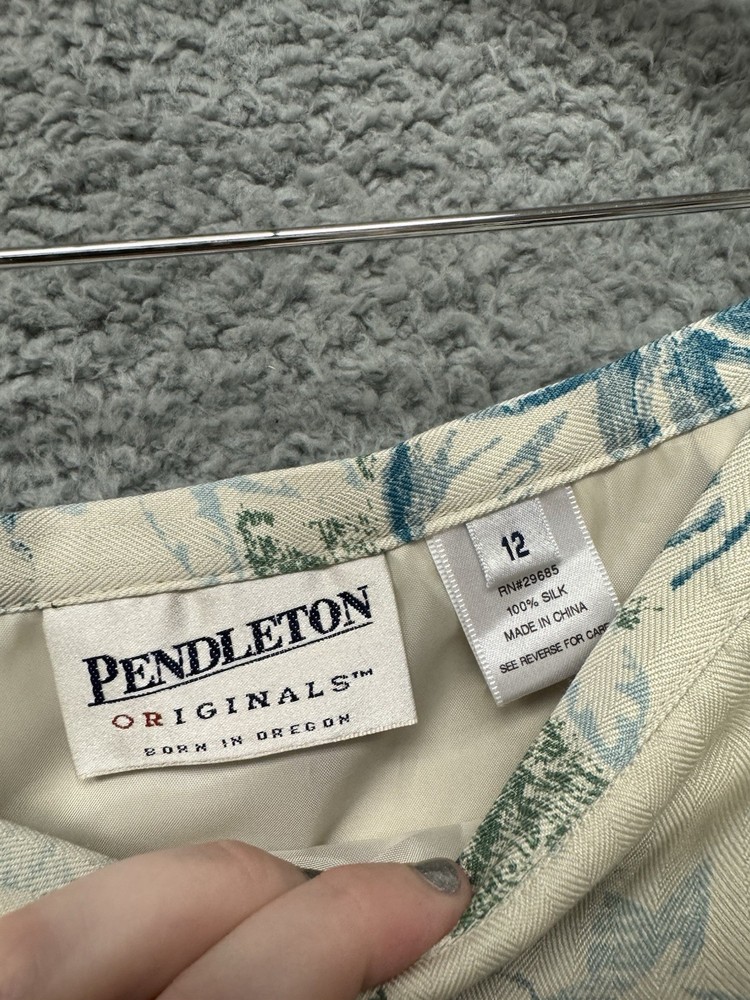 PENDLETON
ORIGINALS™
BORN IN OREGON
12
RN#29685
100% SILK
MADE IN CHINA
SEE REVERSE FOR CARE